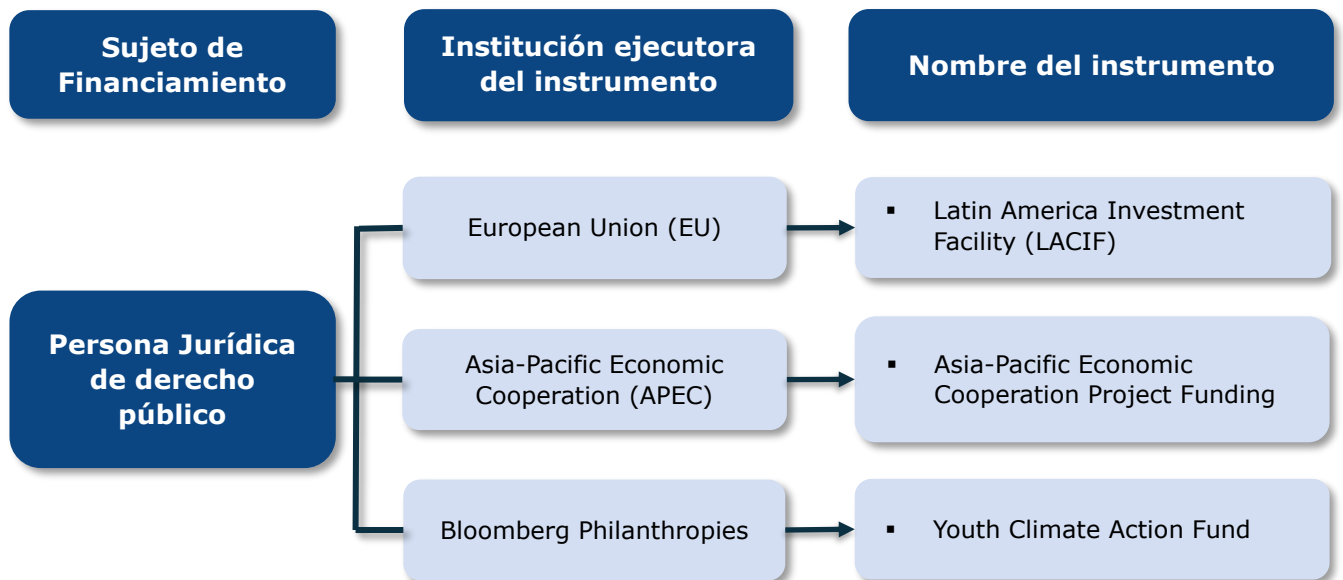 Sujeto de
Financiamiento
Institución ejecutora
del instrumento
Nombre del instrumento
Persona Jurídica
de derecho
público
European Union (EU)
▪ Latin America Investment
Facility (LACIF)
Asia-Pacific Economic
Cooperation (APEC)
▪ Asia-Pacific Economic
Cooperation Project Funding
Bloomberg Philanthropies
▪ Youth Climate Action Fund